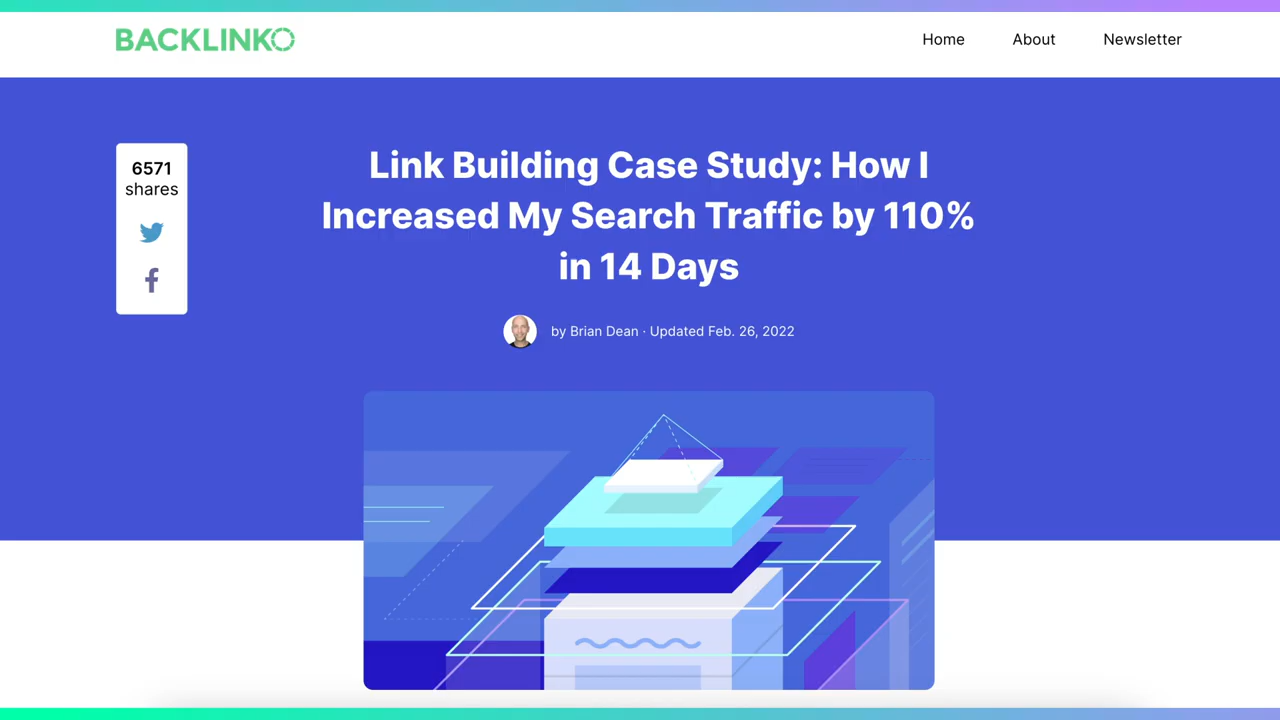 BACKLINKO
Home
About
Newsletter
6571
shares
Link Building Case Study: How I
Increased My Search Traffic by 110%
in 14 Days
by Brian Dean · Updated Feb. 26, 2022